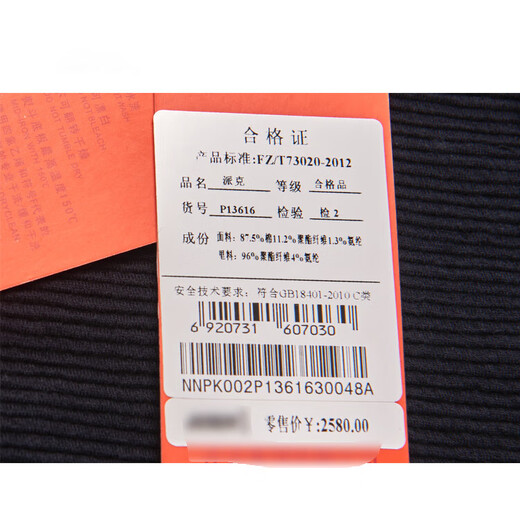 合格证
产品标准:FZ/T73020-2012
品名 派克 等级 合格品
货号 P13616 检验 检2
成份 面料: 87.5%棉11.2%聚酯纤维1.3%氨纶
里料: 96%聚酯纤维4%氨纶
安全技术要求: 符合GB18401-2010 C类
6 920731 607030
NNPK002P1361630048A
零售价¥:2580.00